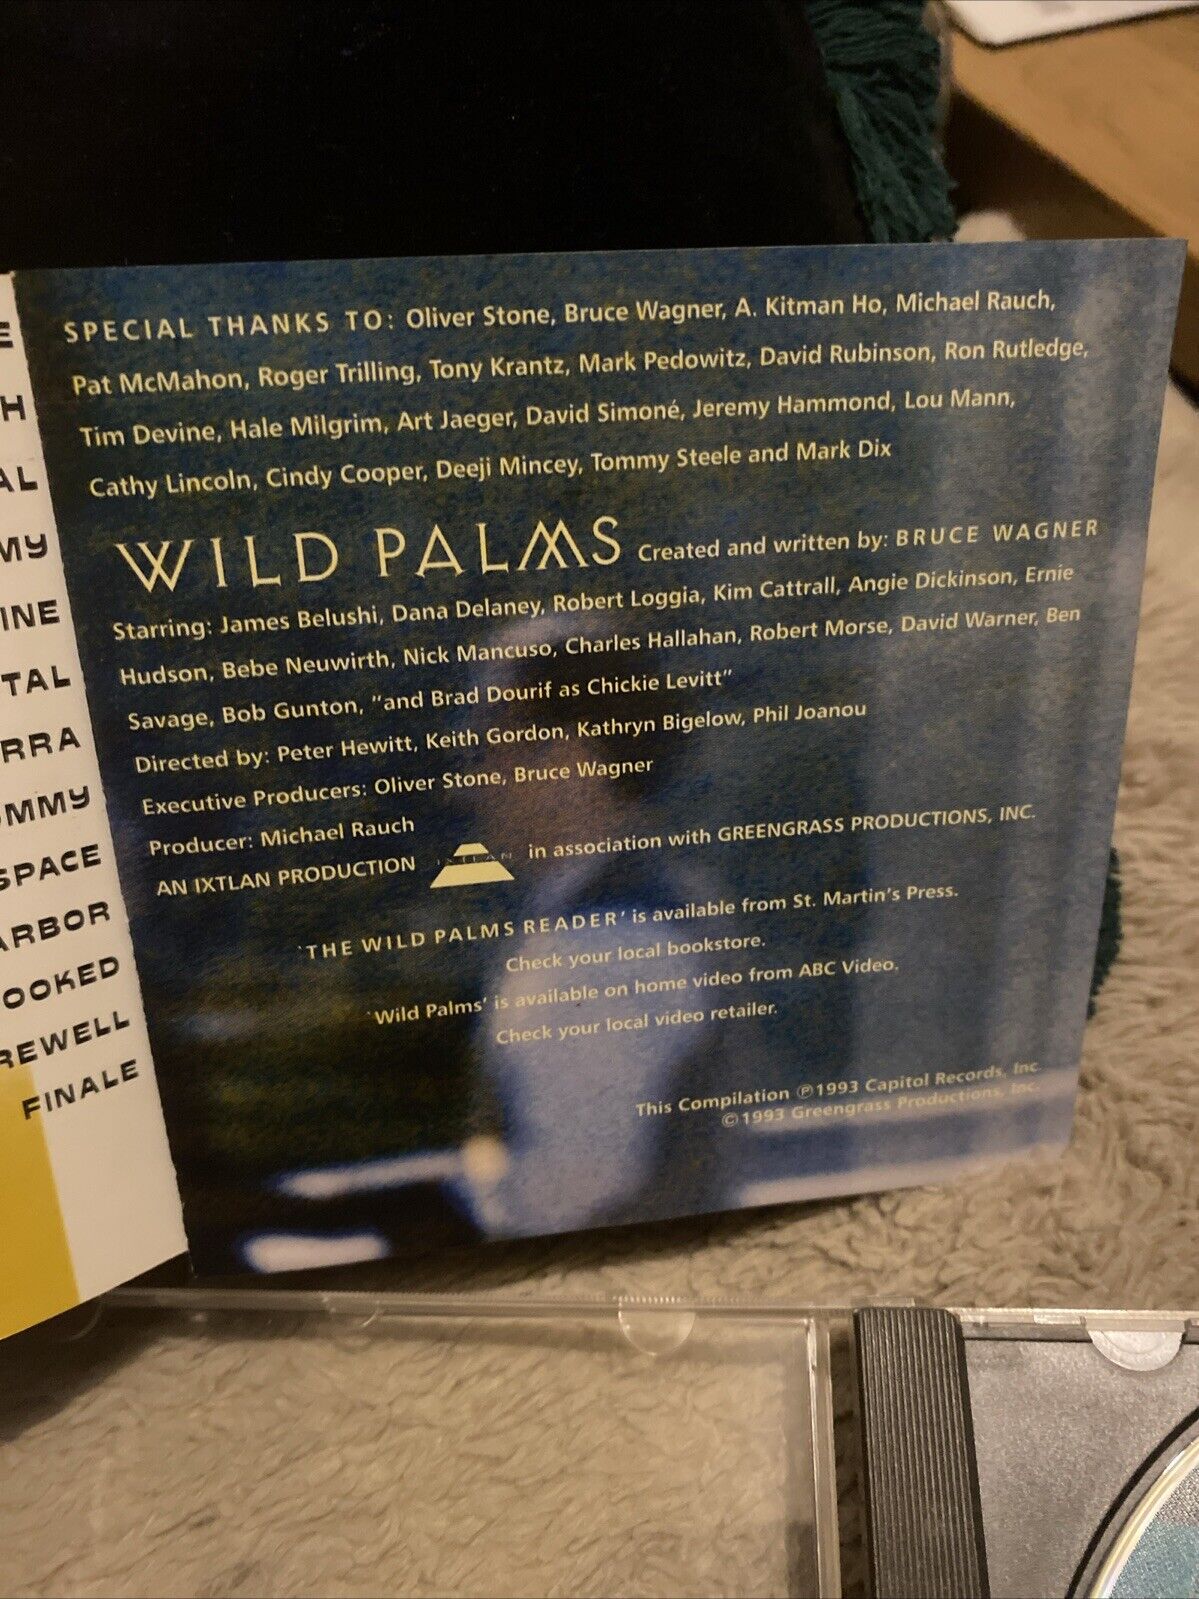 E
H
AL
MY
INE
TAL
RRA
OMMY
SPACE
ARBOR
OOKED
REWELL
FINALE
SPECIAL THANKS TO: Oliver Stone, Bruce Wagner, A. Kitman Ho, Michael Rauch,
Pat McMahon, Roger Trilling, Tony Krantz, Mark Pedowitz, David Rubinson, Ron Rutledge,
Tim Devine, Hale Milgrim, Art Jaeger, David Simoné, Jeremy Hammond, Lou Mann,
Cathy Lincoln, Cindy Cooper, Deeji Mincey, Tommy Steele and Mark Dix
WILD PALMS Created and written by: BRUCE WAGNER
Starring: James Belushi, Dana Delaney, Robert Loggia, Kim Cattrall, Angie Dickinson, Ernie
Hudson, Bebe Neuwirth, Nick Mancuso, Charles Hallahan, Robert Morse, David Warner, Ben
Savage, Bob Gunton, "and Brad Dourif as Chickie Levitt"
Directed by: Peter Hewitt, Keith Gordon, Kathryn Bigelow, Phil Joanou
Executive Producers: Oliver Stone, Bruce Wagner
Producer: Michael Rauch
AN IXTLAN PRODUCTION IXTLAN in association with GREENGRASS PRODUCTIONS, INC.
'THE WILD PALMS READER' is available from St. Martin's Press.
Check your local bookstore.
'Wild Palms' is available on home video from ABC Video.
Check your local video retailer.
This Compilation ℗1993 Capitol Records, Inc.
©1993 Greengrass Productions, Inc.